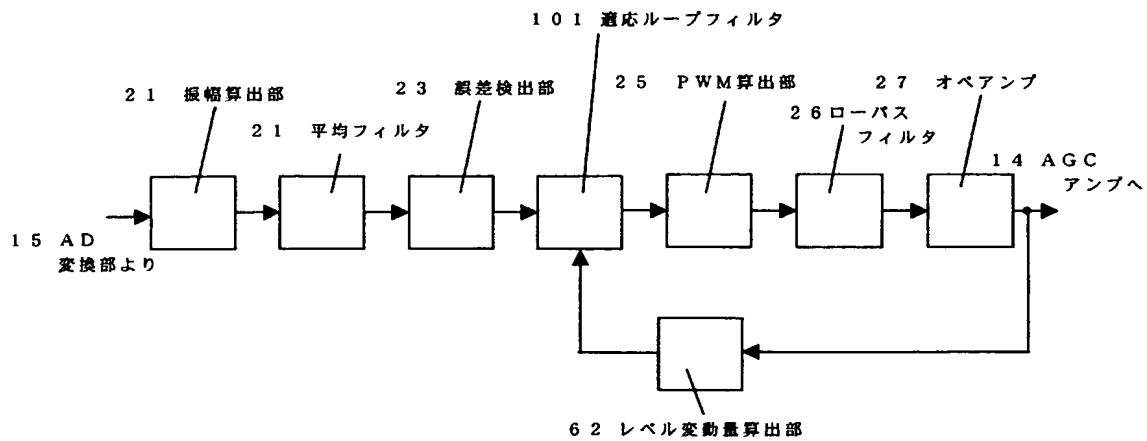 101 適応ループフィルタ
21 振幅算出部
23 誤差検出部
25 PWM算出部
27 オペアンプ
21 平均フィルタ
26ローパス
フィルタ
14 AGC
アンプへ
15 AD
変換部より
62 レベル変動量算出部